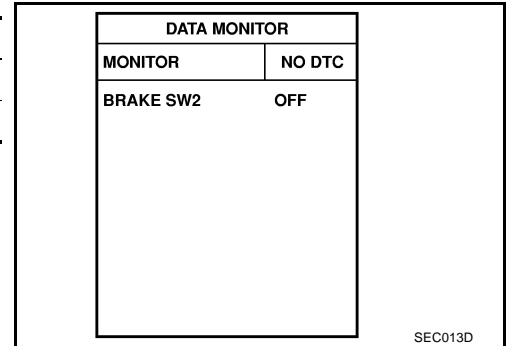 DATA MONITOR
MONITOR NO DTC
BRAKE SW2 OFF
SEC013D